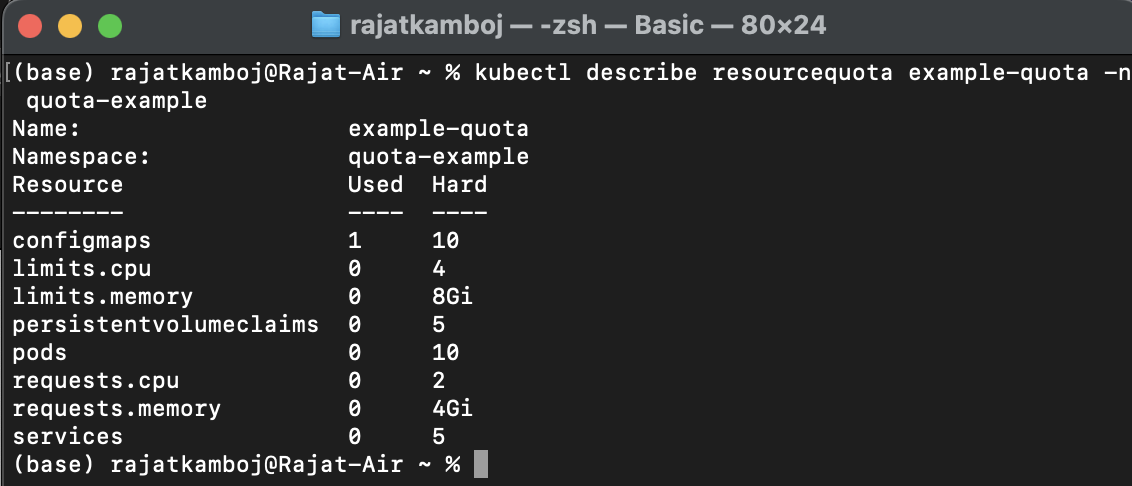 rajatkamboj — -zsh — Basic — 80×24
[(base) rajatkamboj@Rajat-Air ~ % kubectl describe resourcequota example-quota -n
 quota-example
Name:                   example-quota
Namespace:              quota-example
Resource                Used  Hard
--------                ----  ----
configmaps              1     10
limits.cpu              0     4
limits.memory           0     8Gi
persistentvolumeclaims  0     5
pods                    0     10
requests.cpu            0     2
requests.memory         0     4Gi
services                0     5
(base) rajatkamboj@Rajat-Air ~ %